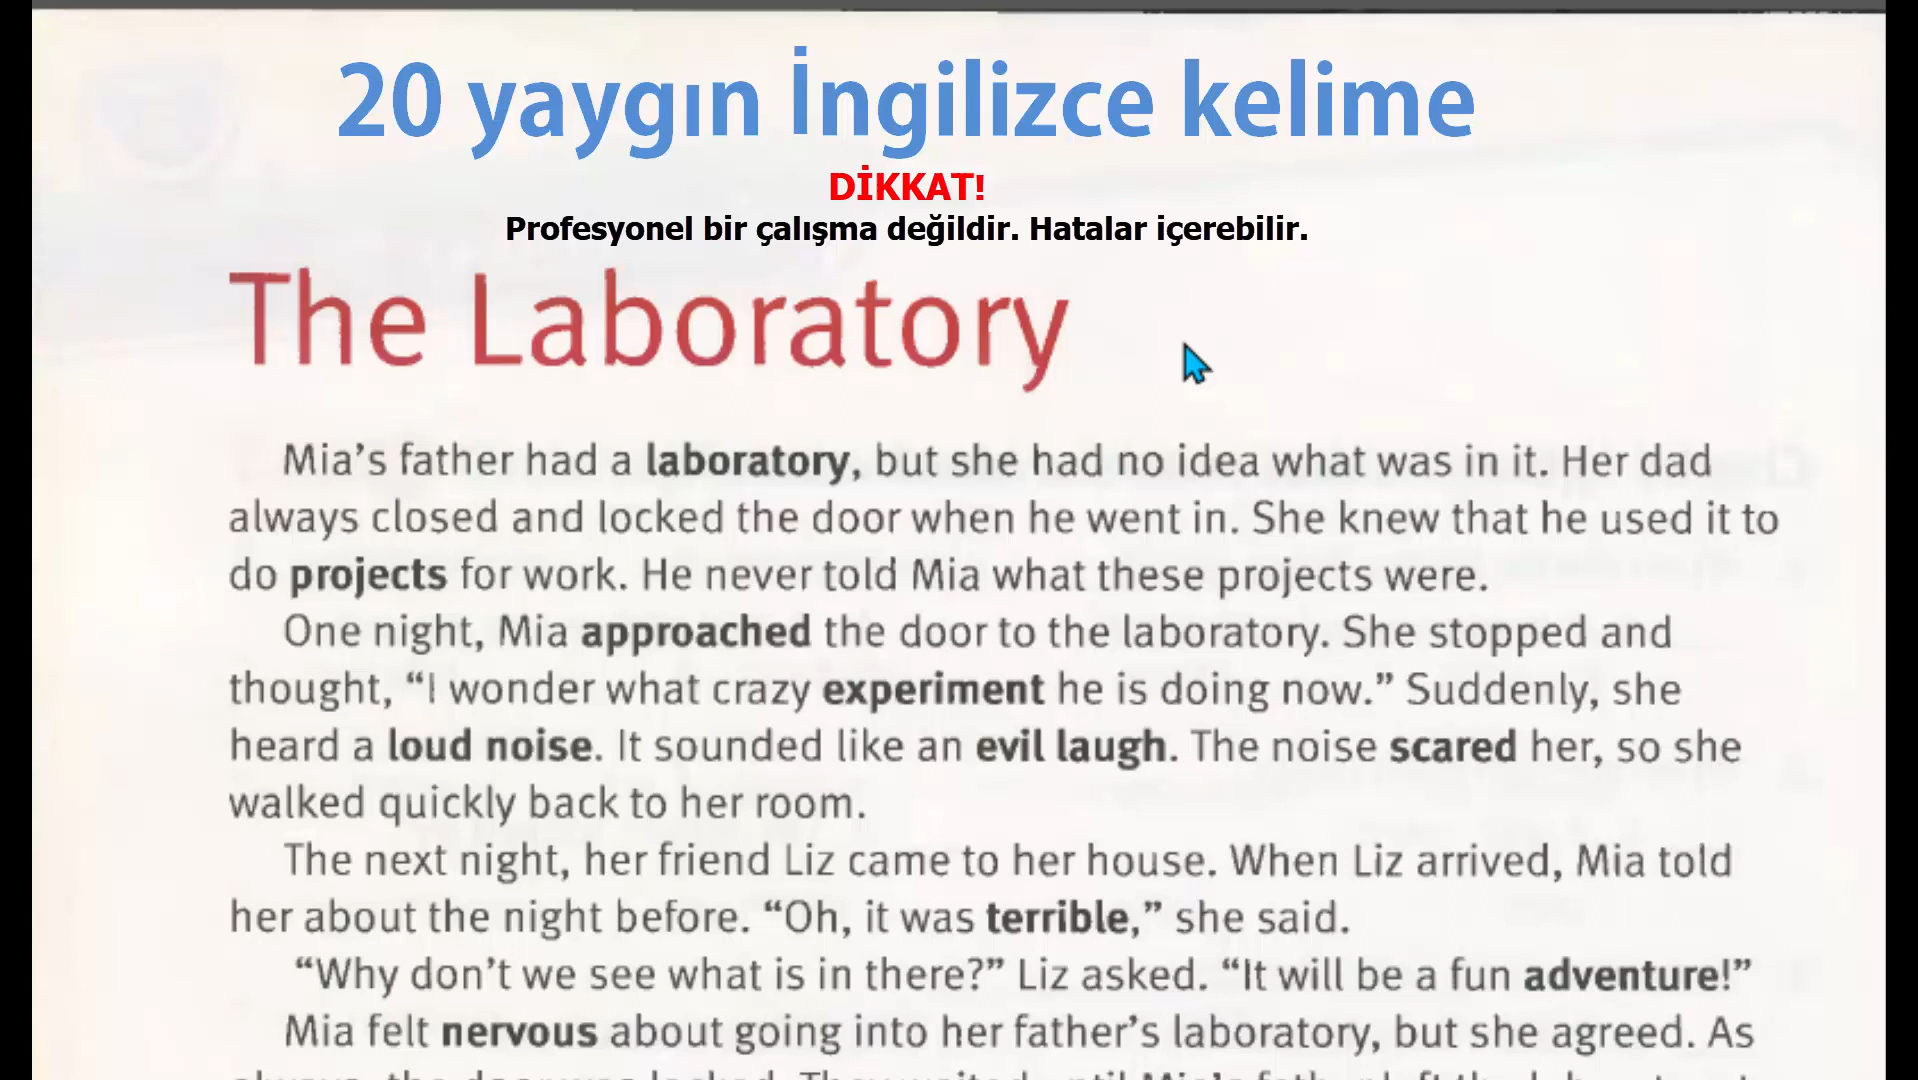 20 yaygın İngilizce kelime
DİKKAT!
Profesyonel bir çalışma değildir. Hatalar içerebilir.
The Laboratory
Mia’s father had a laboratory, but she had no idea what was in it. Her dad
always closed and locked the door when he went in. She knew that he used it to
do projects for work. He never told Mia what these projects were.
One night, Mia approached the door to the laboratory. She stopped and
thought, “I wonder what crazy experiment he is doing now.” Suddenly, she
heard a loud noise. It sounded like an evil laugh. The noise scared her, so she
walked quickly back to her room.
The next night, her friend Liz came to her house. When Liz arrived, Mia told
her about the night before. “Oh, it was terrible,” she said.
“Why don’t we see what is in there?” Liz asked. “It will be a fun adventure!”
Mia felt nervous about going into her father’s laboratory, but she agreed. As